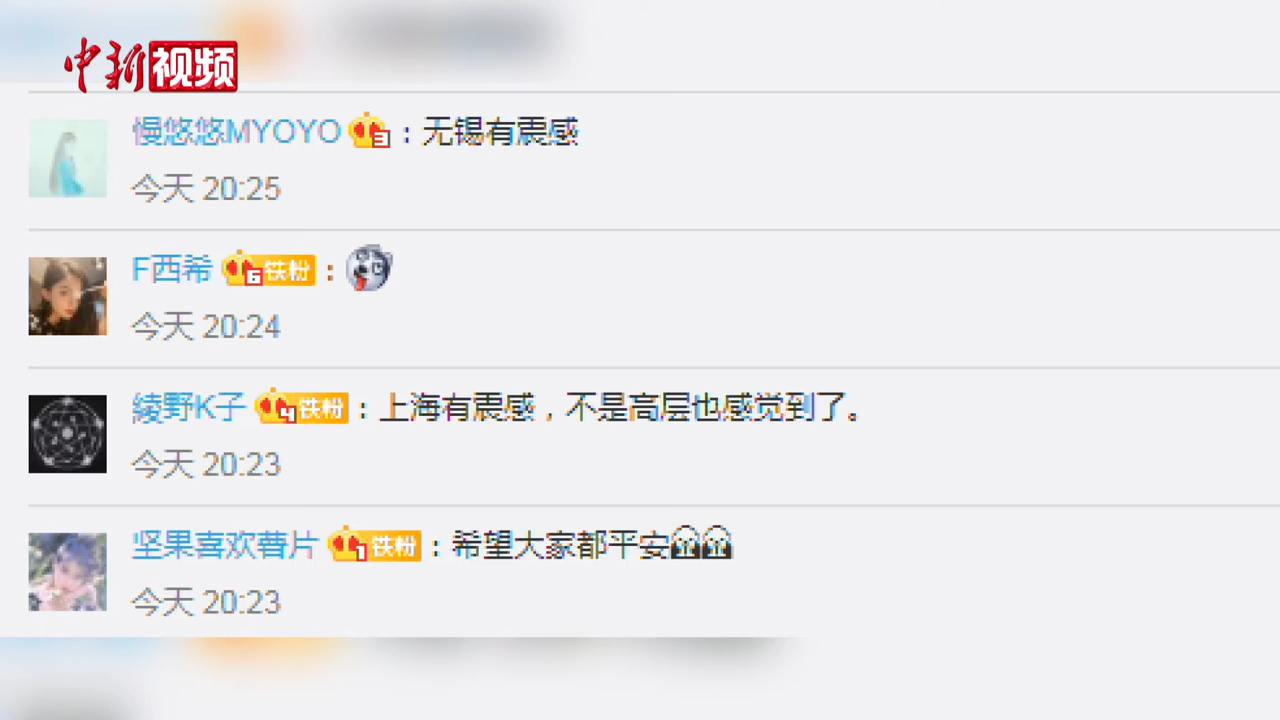 中新视频
慢悠悠MYOYO 3 : 无锡有震感
今天 20:25
F西希 6 铁粉 :
今天 20:24
綾野K子 4 铁粉 : 上海有震感，不是高层也感觉到了。
今天 20:23
坚果喜欢薯片 1 铁粉 : 希望大家都平安
今天 20:23